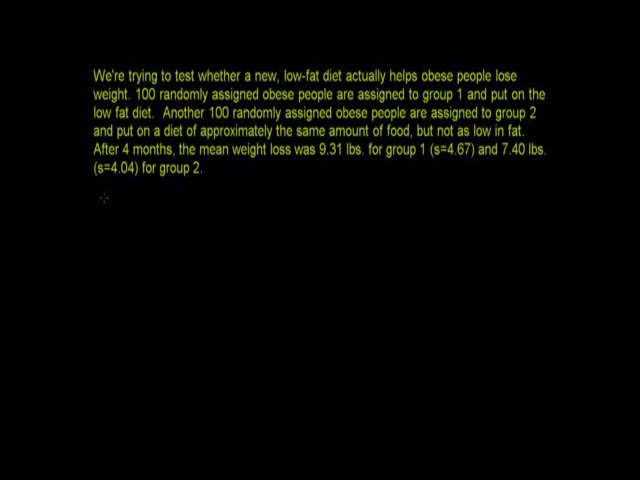 We're trying to test whether a new, low-fat diet actually helps obese people lose
weight. 100 randomly assigned obese people are assigned to group 1 and put on the
low fat diet.  Another 100 randomly assigned obese people are assigned to group 2
and put on a diet of approximately the same amount of food, but not as low in fat.
After 4 months, the mean weight loss was 9.31 lbs. for group 1 (s=4.67) and 7.40 lbs.
(s=4.04) for group 2.